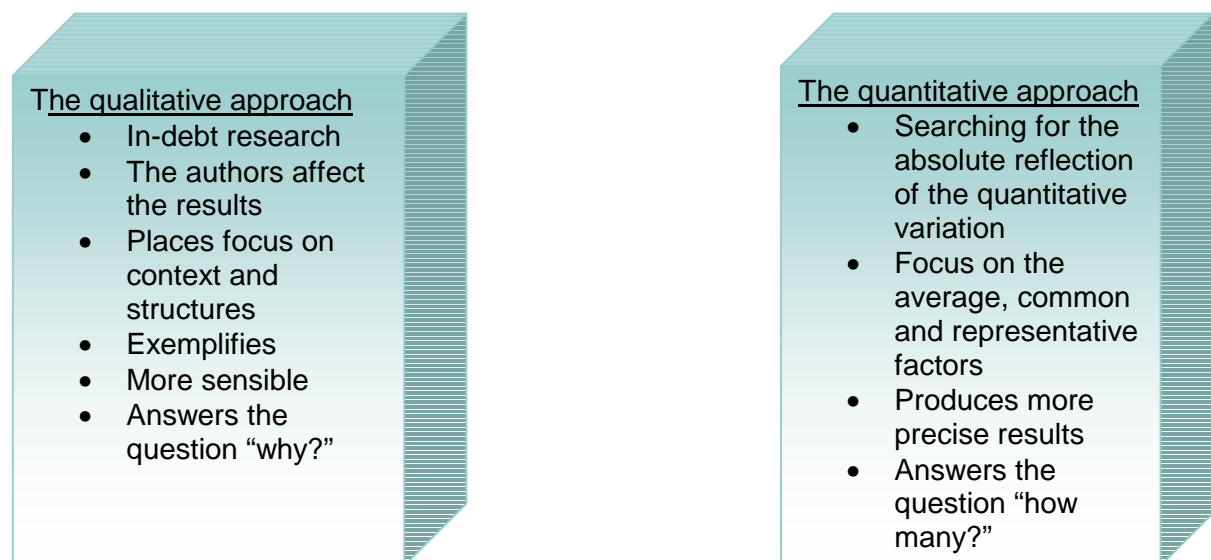 The qualitative approach
• In-debt research
• The authors affect
the results
• Places focus on
context and
structures
• Exemplifies
• More sensible
• Answers the
question “why?”
The quantitative approach
• Searching for the
absolute reflection
of the quantitative
variation
• Focus on the
average, common
and representative
factors
• Produces more
precise results
• Answers the
question “how
many?”